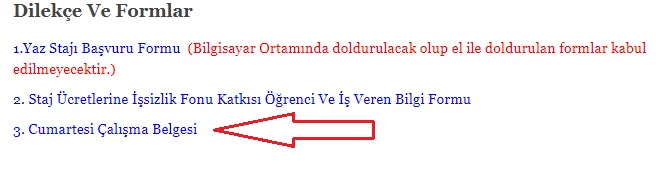 Dilekçe Ve Formlar
1.Yaz Stajı Başvuru Formu (Bilgisayar Ortamında doldurulacak olup el ile doldurulan formlar kabul
edilmeyecektir.)
2. Staj Ücretlerine İşsizlik Fonu Katkısı Öğrenci Ve İş Veren Bilgi Formu
3. Cumartesi Çalışma Belgesi